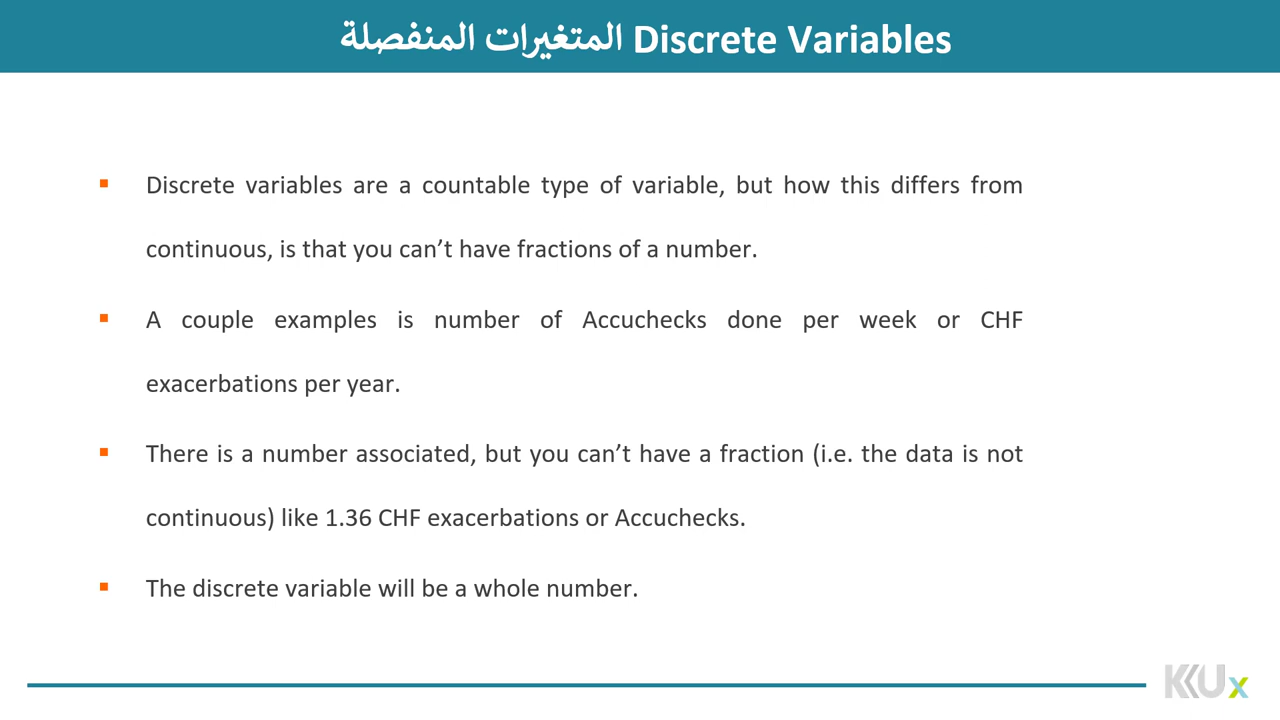 المتغيرات المنفصلة Discrete Variables
Discrete variables are a countable type of variable, but how this differs from
continuous, is that you can’t have fractions of a number.
A couple examples is number of Accuchecks done per week or CHF
exacerbations per year.
There is a number associated, but you can’t have a fraction (i.e. the data is not
continuous) like 1.36 CHF exacerbations or Accuchecks.
The discrete variable will be a whole number.
KKUx